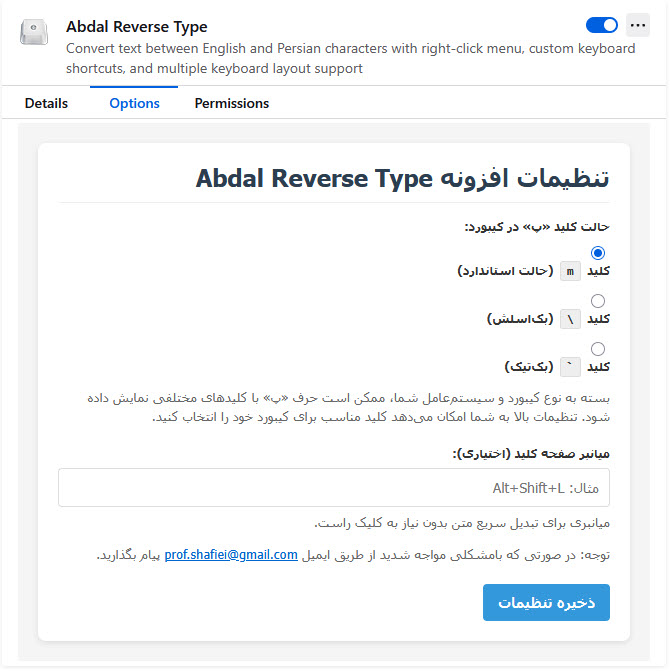 Abdal Reverse Type
Convert text between English and Persian characters with right-click menu, custom keyboard
shortcuts, and multiple keyboard layout support
Details Options Permissions
تنظیمات افزونه Abdal Reverse Type
حالت کلید «پ» در کیبورد:
کلید m (حالت استاندارد)
کلید \ (بک‌اسلش)
کلید ` (بک‌تیک)
بسته به نوع کیبورد و سیستم‌عامل شما، ممکن است حرف «پ» با کلیدهای مختلفی نمایش داده
شود. تنظیمات بالا به شما امکان می‌دهد کلید مناسب برای کیبورد خود را انتخاب کنید.
میانبر صفحه کلید (اختیاری):
مثال: Alt+Shift+L
میانبری برای تبدیل سریع متن بدون نیاز به کلیک راست.
توجه: در صورتی که بامشکلی مواجه شدید از طریق ایمیل prof.shafiei@gmail.com پیام بگذارید.
ذخیره تنظیمات